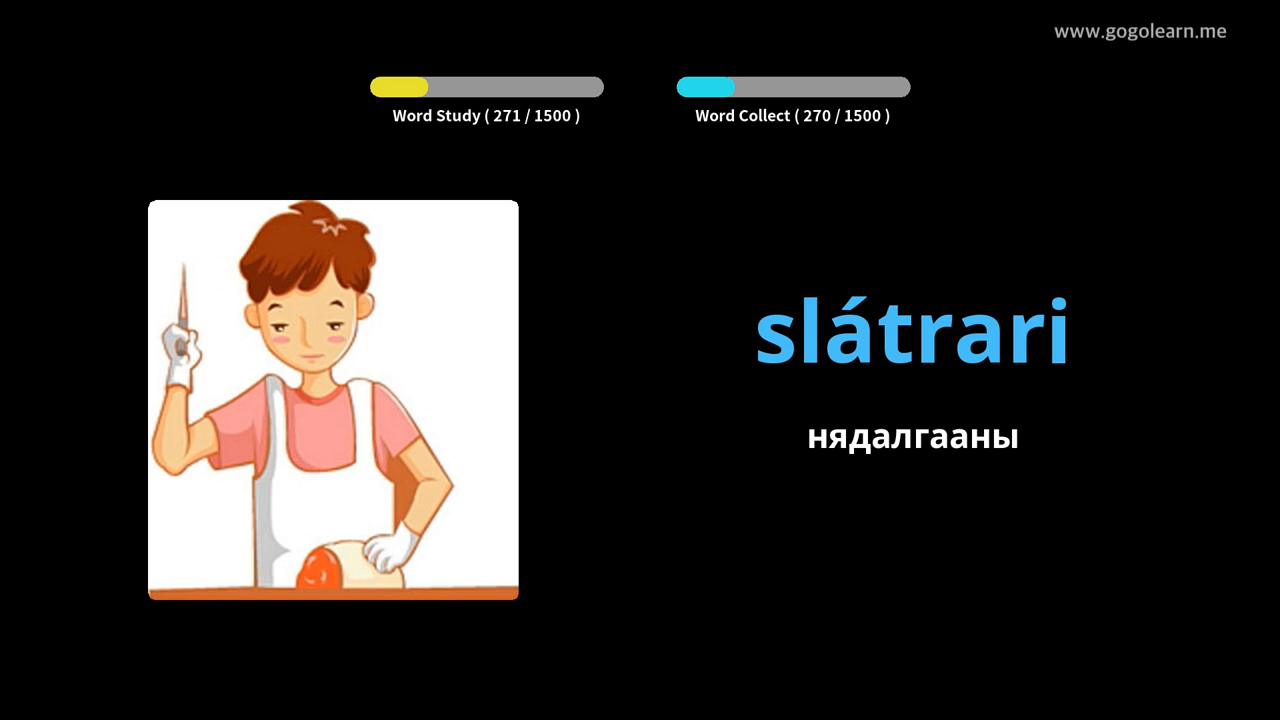 www.gogolearn.me
Word Study ( 271 / 1500 )
Word Collect ( 270 / 1500 )
slátrari
нядалгааны